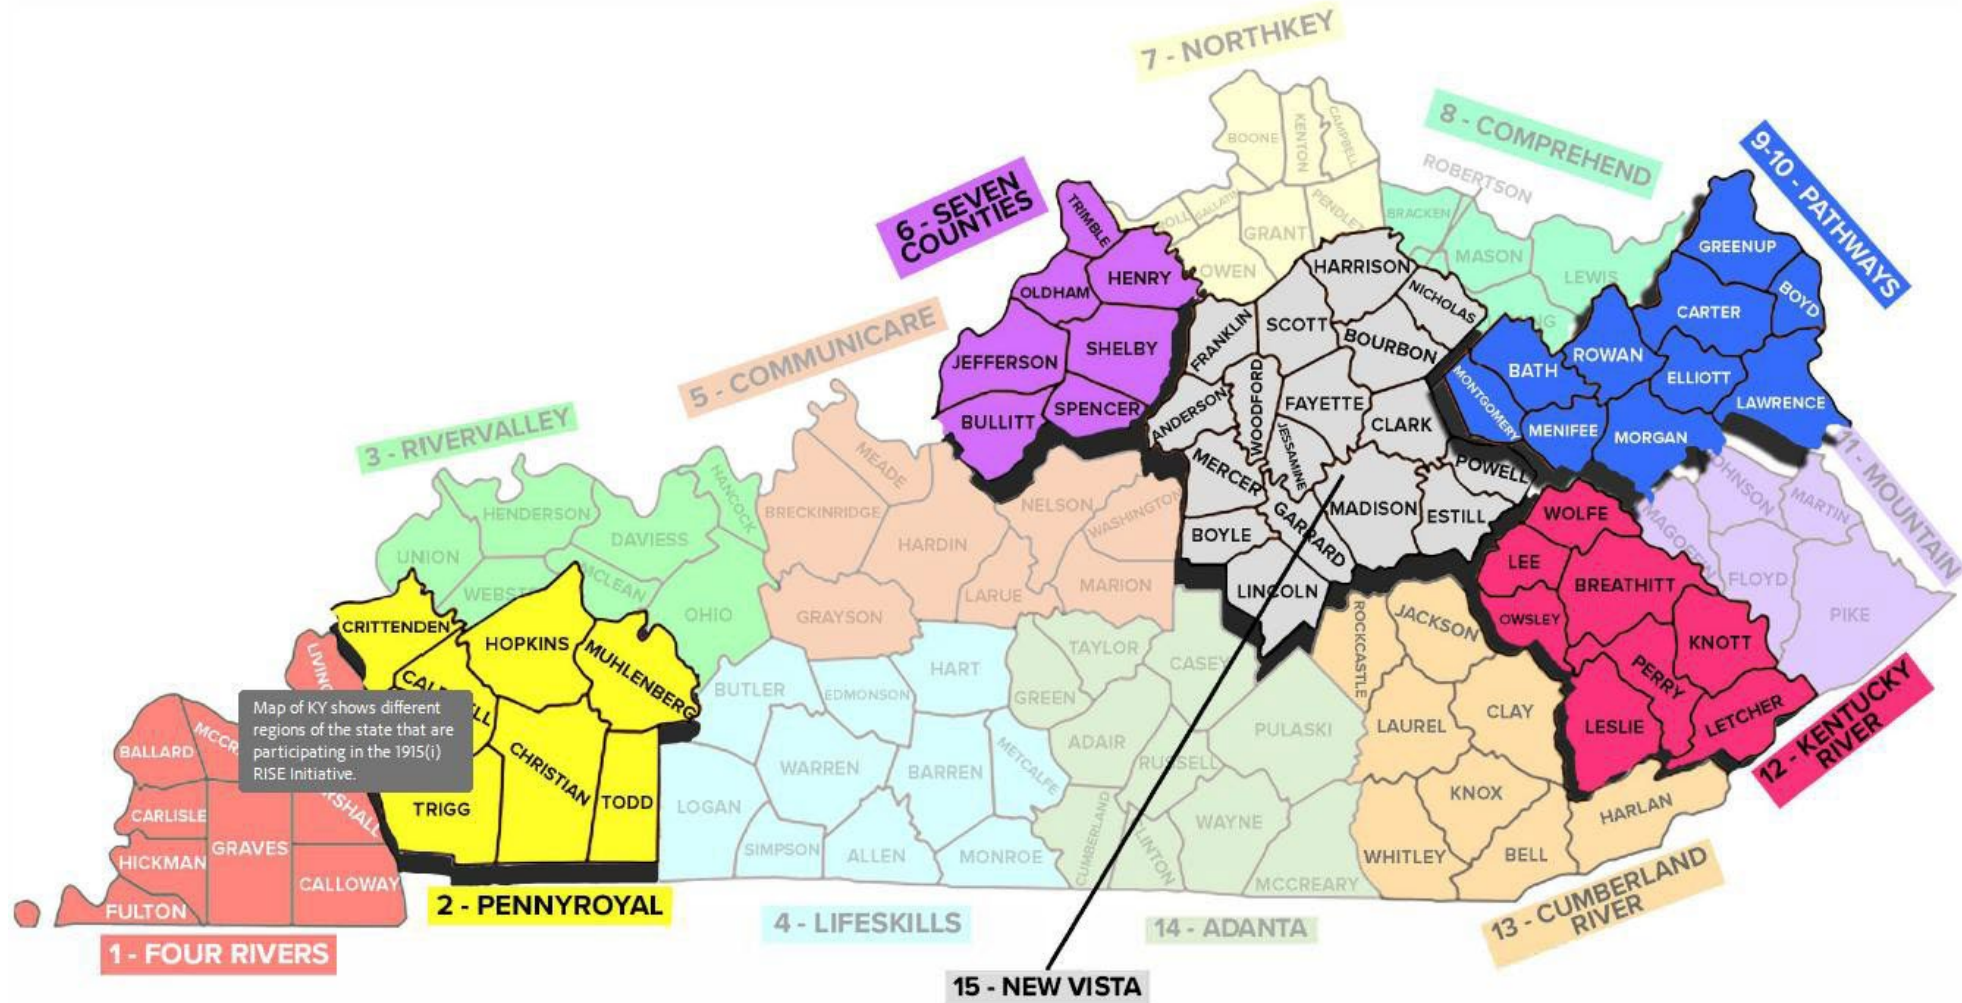 7 - NORTHKEY
8 - COMPREHEND
9-10 - PATHWAYS
6 - SEVEN
COUNTIES
5 - COMMUNICARE
3 - RIVERVALLEY
11 - MOUNTAIN
12 - KENTUCKY
RIVER
13 - CUMBERLAND
RIVER
14 - ADANTA
15 - NEW VISTA
4 - LIFESKILLS
2 - PENNYROYAL
1 - FOUR RIVERS
BOONE
KENTON
CAMPBELL
GALLATIN
GRANT
OWEN
ROBERTSON
BRACKEN
MASON
LEWIS
GREENUP
BOYD
CARTER
ROWAN
ELLIOTT
LAWRENCE
BATH
MONTGOMERY
MENIFEE
MORGAN
TRIMBLE
HENRY
OLDHAM
JEFFERSON
SHELBY
BULLITT
SPENCER
HARRISON
NICHOLAS
SCOTT
FRANKLIN
BOURBON
WOODFORD
FAYETTE
ANDERSON
CLARK
JESSAMINE
MERCER
POWELL
MADISON
ESTILL
GARRARD
BOYLE
LINCOLN
MARTIN
FLOYD
PIKE
WOLFE
LEE
BREATHITT
OWSLEY
KNOTT
PERRY
LESLIE
LETCHER
MEADE
BRECKINRIDGE
HARDIN
NELSON
WASHINGTON
LARUE
MARION
GRAYSON
HANCOCK
HENDERSON
DAVIESS
UNION
MCLEAN
OHIO
CRITTENDEN
HOPKINS
MUHLENBERG
CHRISTIAN
TRIGG
TODD
Map of KY shows different
regions of the state that are
participating in the 1915(i)
RISE Initiative.
BALLARD
CARLISLE
HICKMAN
GRAVES
FULTON
CALLOWAY
BUTLER
EDMONSON
HART
WARREN
BARREN
METCALFE
LOGAN
SIMPSON
ALLEN
MONROE
TAYLOR
GREEN
CASEY
ADAIR
RUSSELL
PULASKI
CUMBERLAND
WAYNE
MCCREARY
ROCKCASTLE
JACKSON
LAUREL
CLAY
KNOX
WHITLEY
BELL
HARLAN